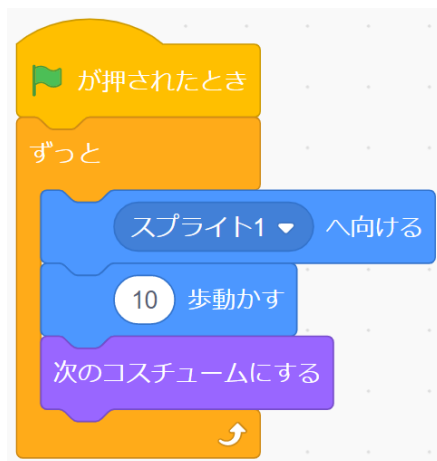 が押されたとき
ずっと
スプライト1 へ向ける
10 歩動かす
次のコスチュームにする